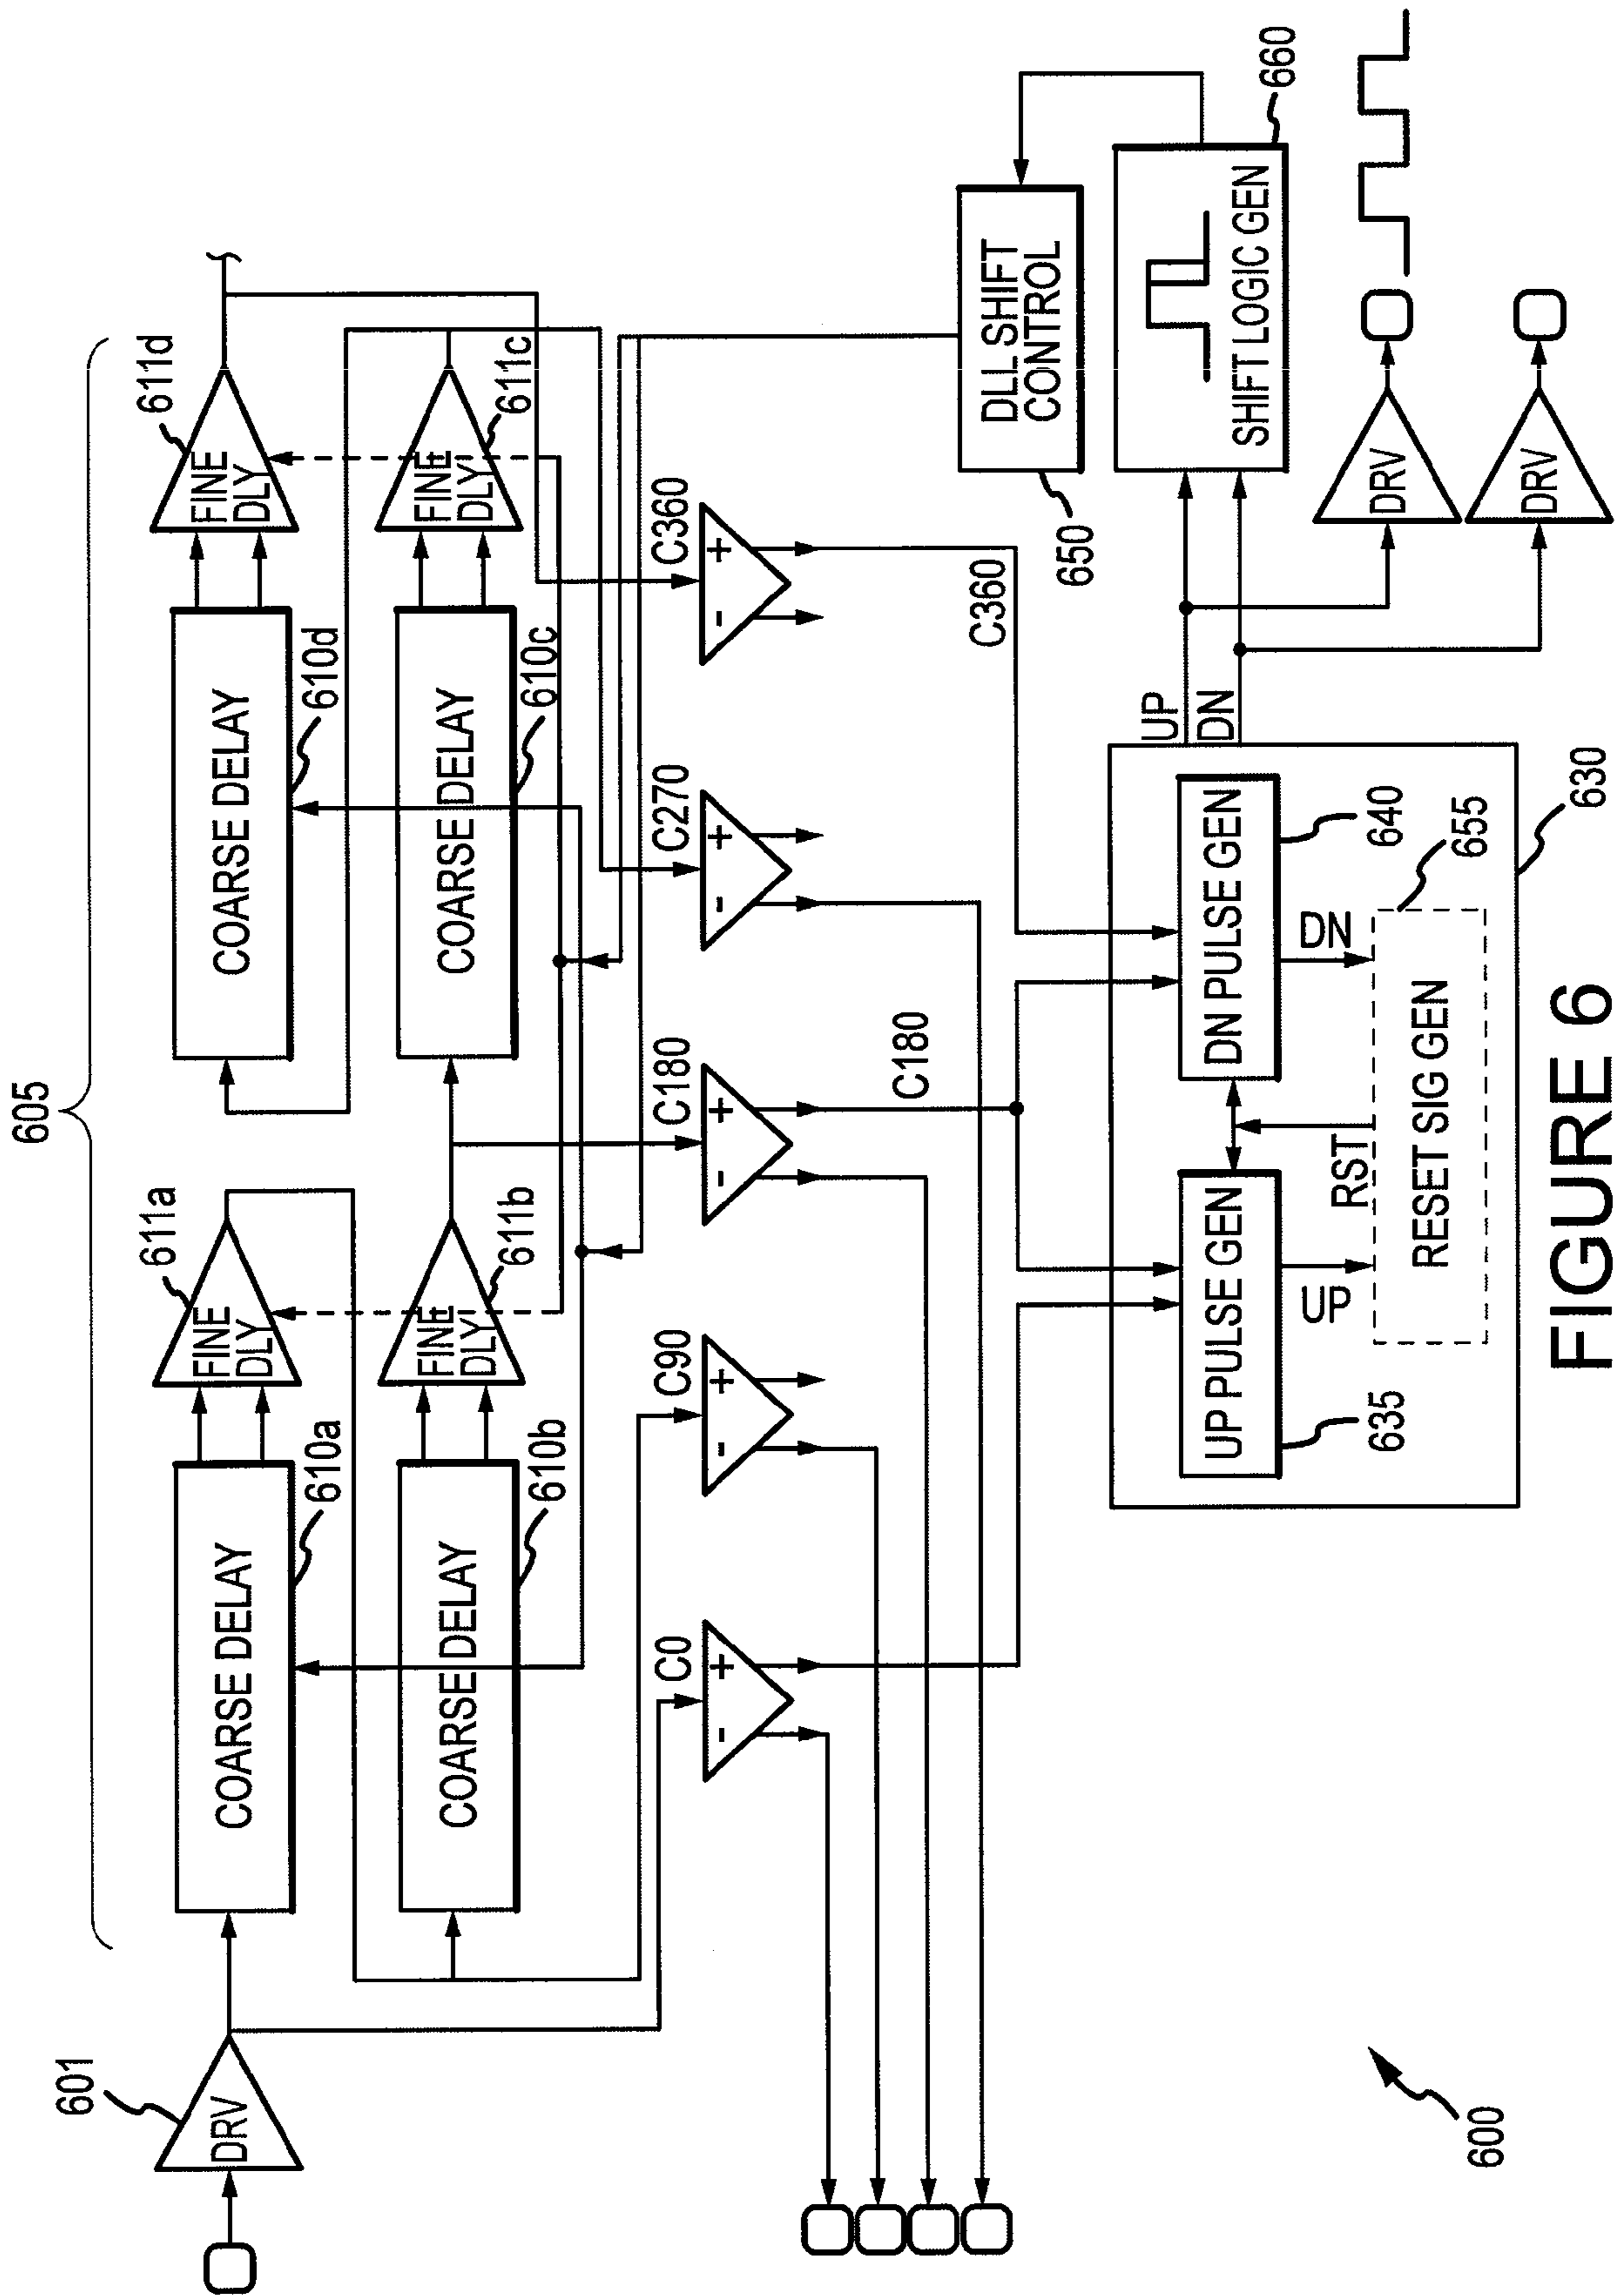 605
601
DRV
COARSE DELAY
610a
FINE
DLY
611a
COARSE DELAY
610d
FINE
DLY
611d
COARSE DELAY
610b
FINE
DLY
611b
COARSE DELAY
610c
FINE
DLY
611c
C0
- +
C90
- +
C180
- +
C270
- +
C360
- +
C180
C360
DLL SHIFT
CONTROL
650
SHIFT LOGIC GEN
660
UP
DN
DRV
DRV
UP PULSE GEN
635
DN PULSE GEN
640
UP
RST
DN
RESET SIG GEN
655
630
600
FIGURE 6